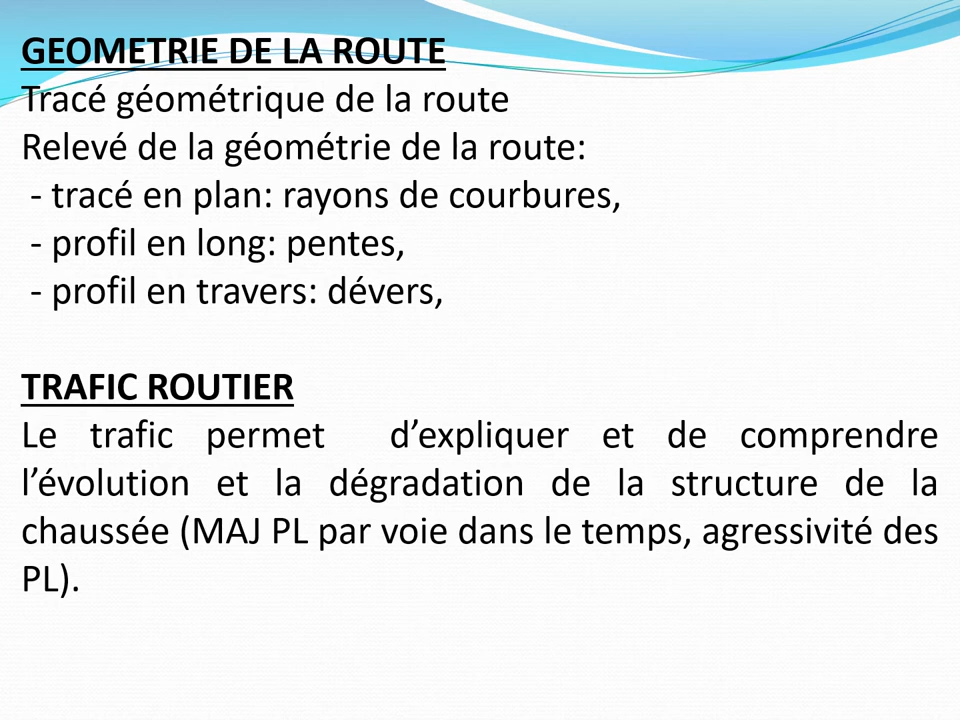 GEOMETRIE DE LA ROUTE
Tracé géométrique de la route
Relevé de la géométrie de la route:
- tracé en plan: rayons de courbures,
- profil en long: pentes,
- profil en travers: dévers,
TRAFIC ROUTIER
Le trafic permet d’expliquer et de comprendre
l’évolution et la dégradation de la structure de la
chaussée (MAJ PL par voie dans le temps, agressivité des
PL).